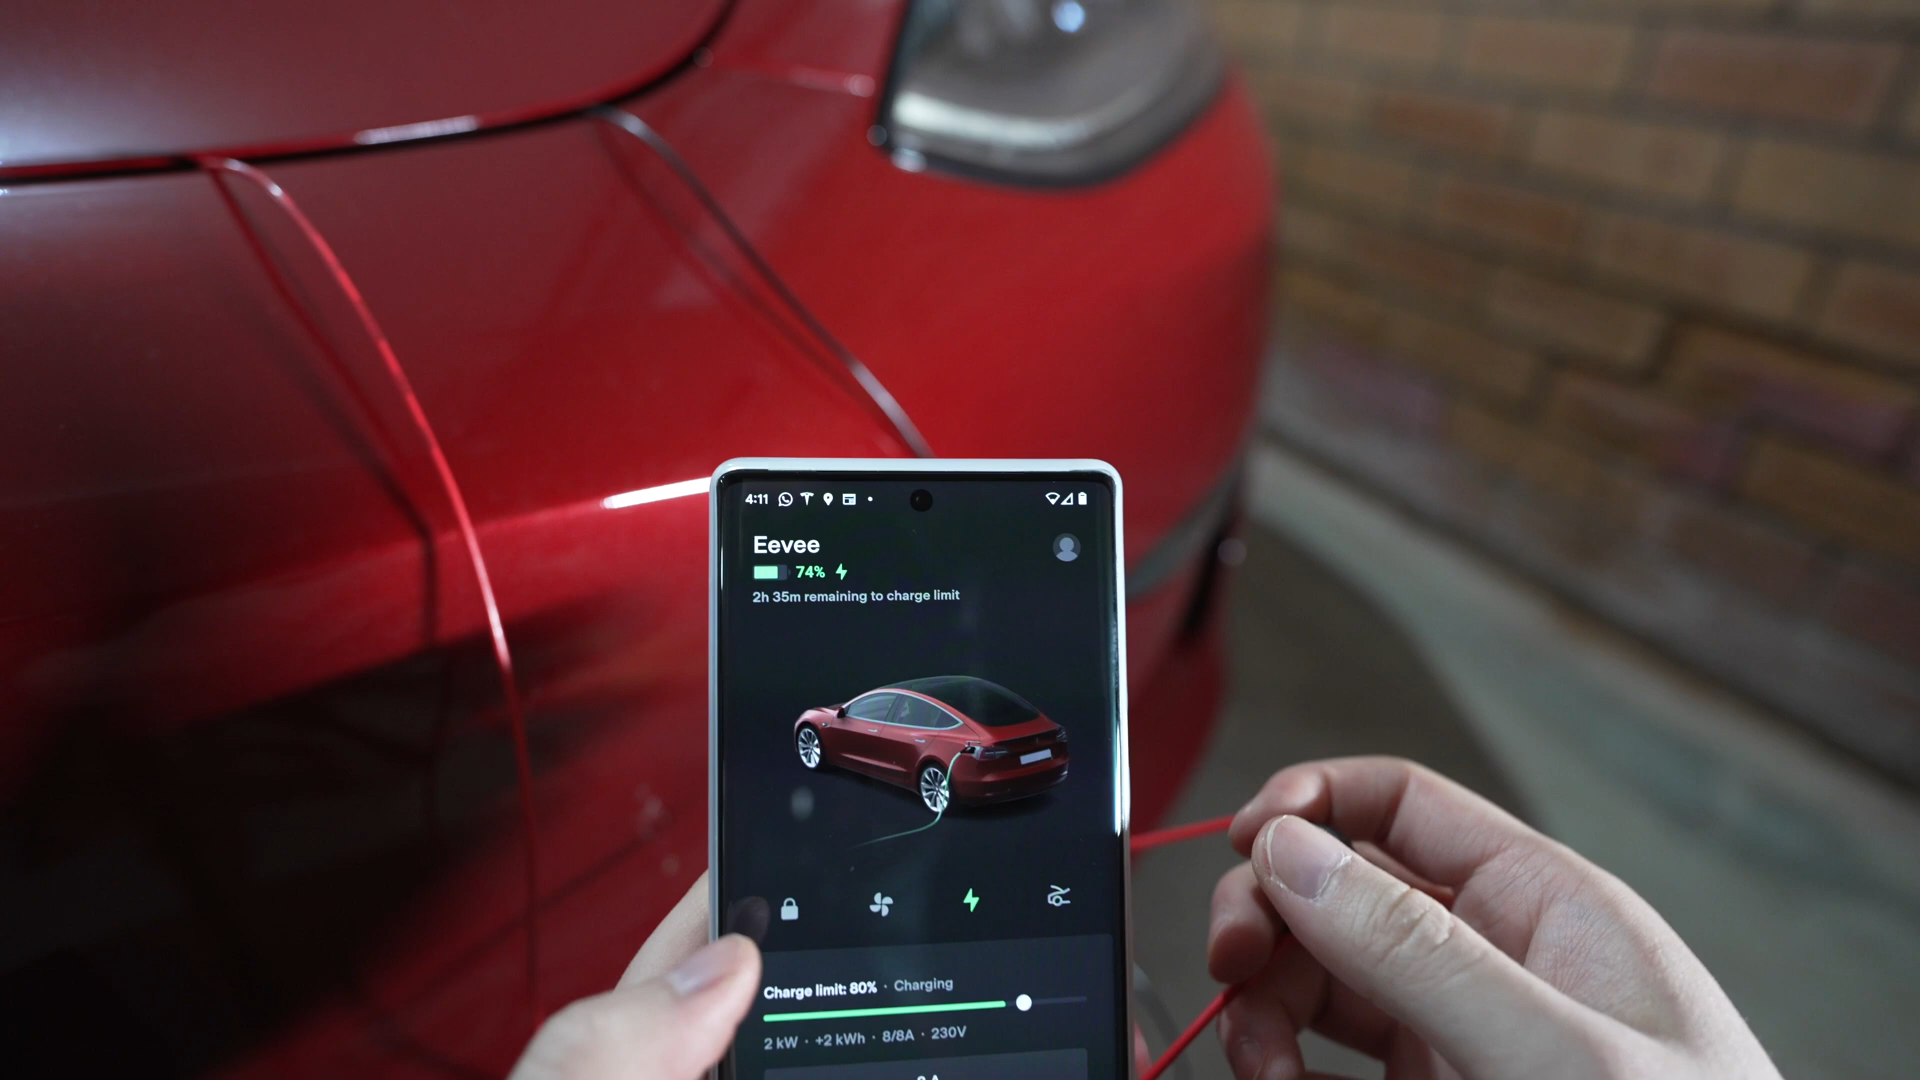 4:11
Eevee
74%
2h 35m remaining to charge limit
Charge limit: 80% · Charging
2 kW · +2 kWh · 8/8A · 230V